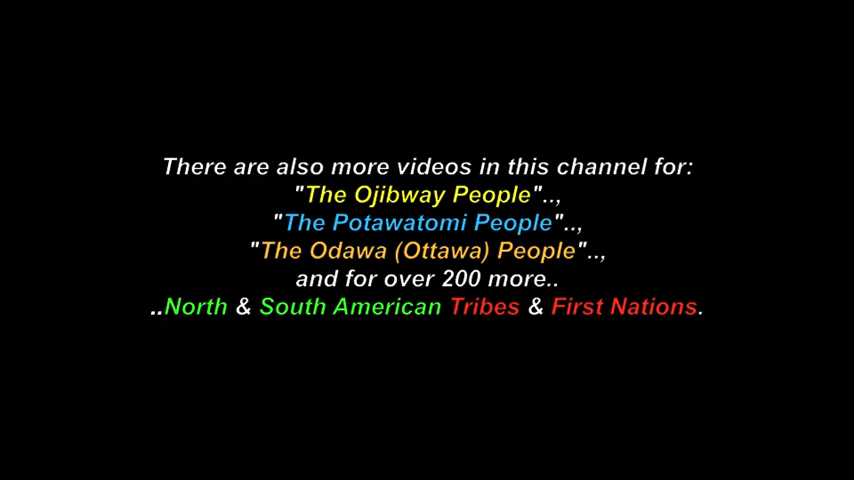 There are also more videos in this channel for:
"The Ojibway People"..,
"The Potawatomi People"..,
"The Odawa (Ottawa) People"..,
and for over 200 more..
..North & South American Tribes & First Nations.